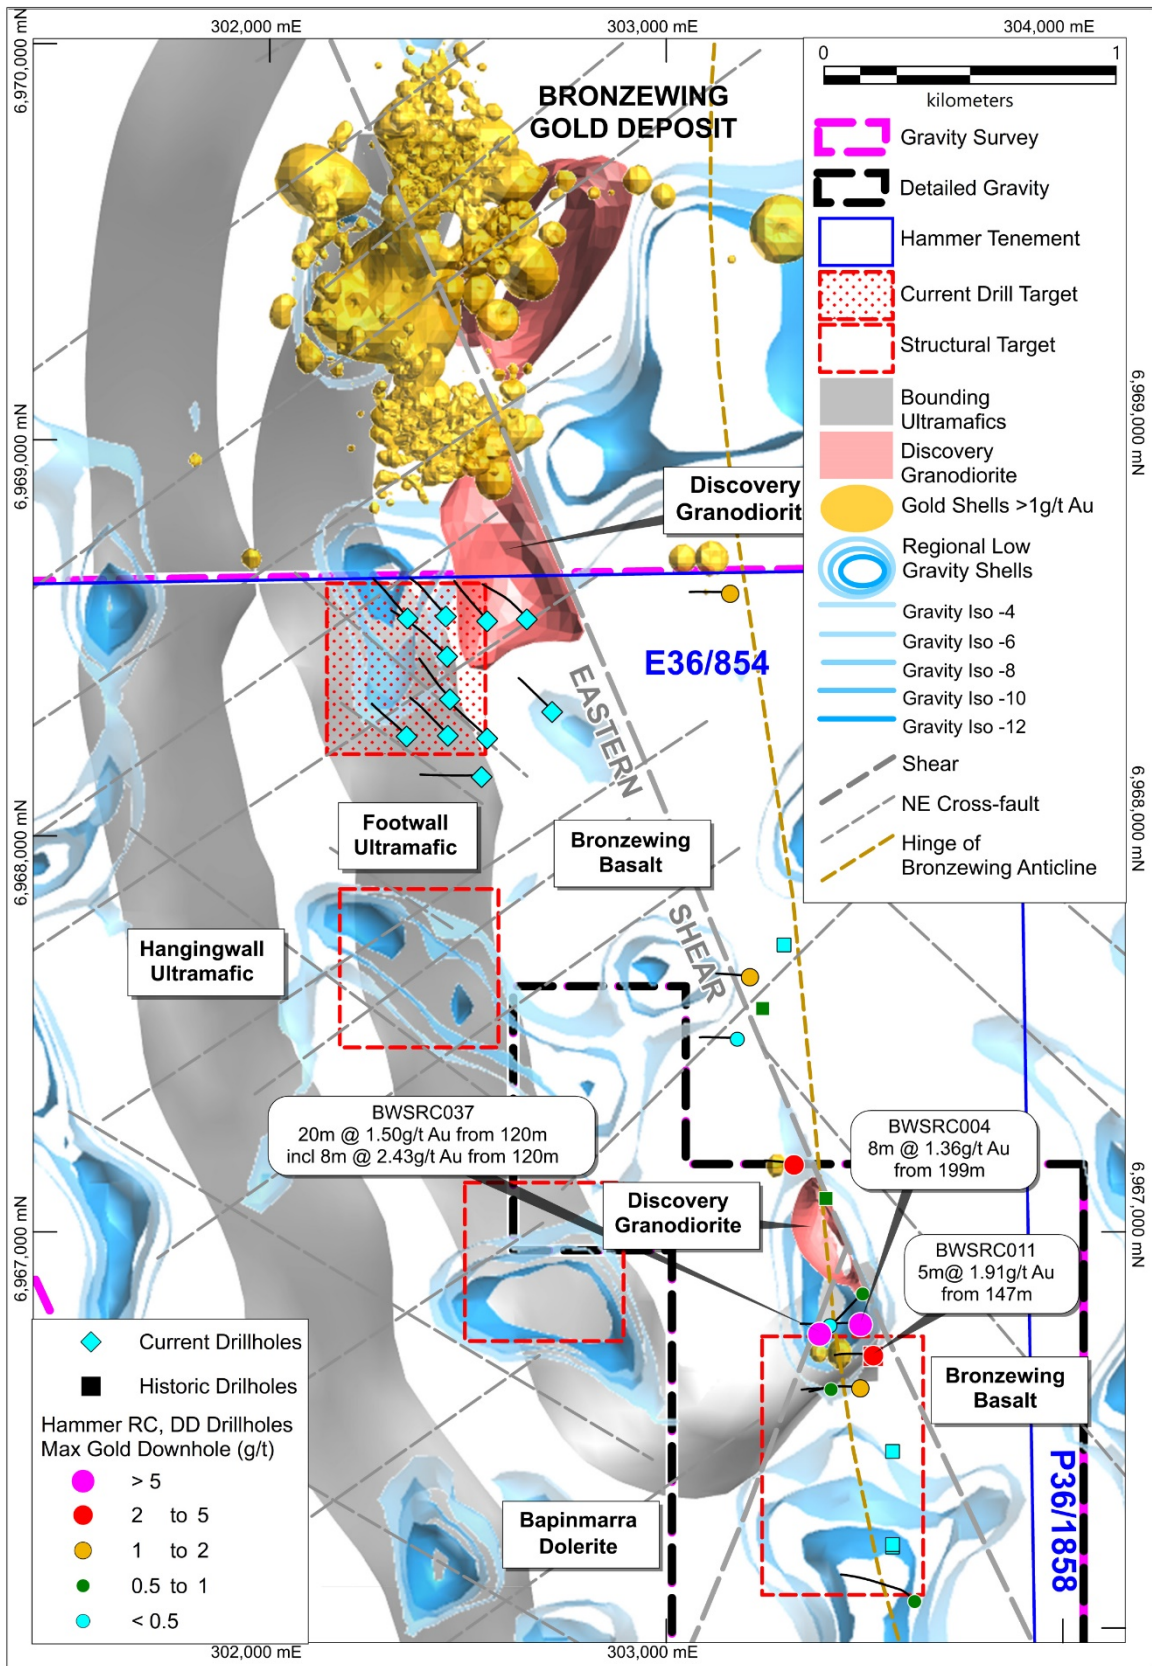 302,000 mE
303,000 mE
304,000 mE
6,970,000 mN
BRONZEWING
GOLD DEPOSIT
0
1
kilometers
Gravity Survey
Detailed Gravity
Hammer Tenement
Current Drill Target
Structural Target
Bounding
Ultramafics
Discovery
Granodiorite
Gold Shells >1g/t Au
Regional Low
Gravity Shells
Gravity Iso -4
Gravity Iso -6
Gravity Iso -8
Gravity Iso -10
Gravity Iso -12
Shear
NE Cross-fault
Hinge of
Bronzewing Anticline
6,969,000 mN
6,969,000 mN
Discovery
Granodiorit
E36/854
EASTERN
SHEAR
6,968,000 mN
6,968,000 mN
Footwall
Ultramafic
Bronzewing
Basalt
Hangingwall
Ultramafic
BWSRC037
20m @ 1.50g/t Au from 120m
incl 8m @ 2.43g/t Au from 120m
BWSRC004
8m @ 1.36g/t Au
from 199m
Discovery
Granodiorite
6,967,000 mN
6,967,000 mN
BWSRC011
5m@ 1.91g/t Au
from 147m
Bronzewing
Basalt
P36/1858
Bapinmarra
Dolerite
Current Drillholes
Historic Drilholes
Hammer RC, DD Drillholes
Max Gold Downhole (g/t)
> 5
2 to 5
1 to 2
0.5 to 1
< 0.5
302,000 mE
303,000 mE